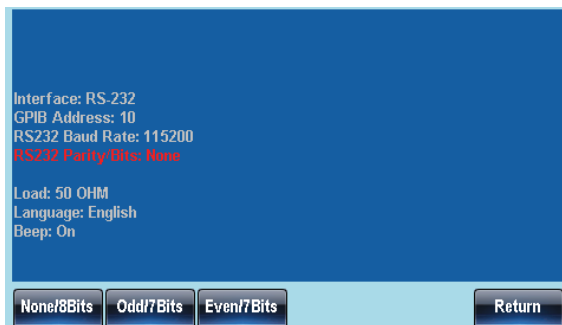 Interface: RS-232
GPIB Address: 10
RS232 Baud Rate: 115200
RS232 Parity/Bits: None
Load: 50 OHM
Language: English
Beep: On
None/8Bits Odd/7Bits Even/7Bits Return